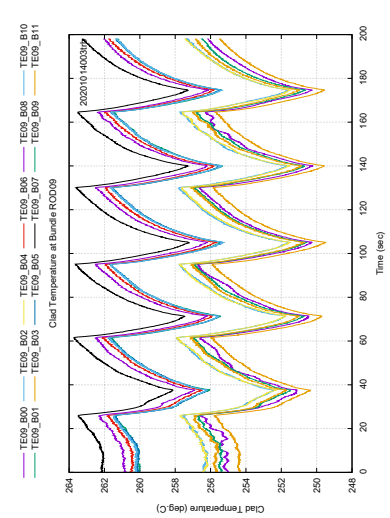 TE09_B00 TE09_B02 TE09_B04 TE09_B06 TE09_B08 TE09_B10
TE09_B01 TE09_B03 TE09_B05 TE09_B07 TE09_B09 TE09_B11
Clad Temperature at Bundle ROD09
264
262
260
258
256
254
252
250
248
Clad Temperature (deg.C)
0 20 40 60 80 100 120 140 160 180 200
Time (sec)